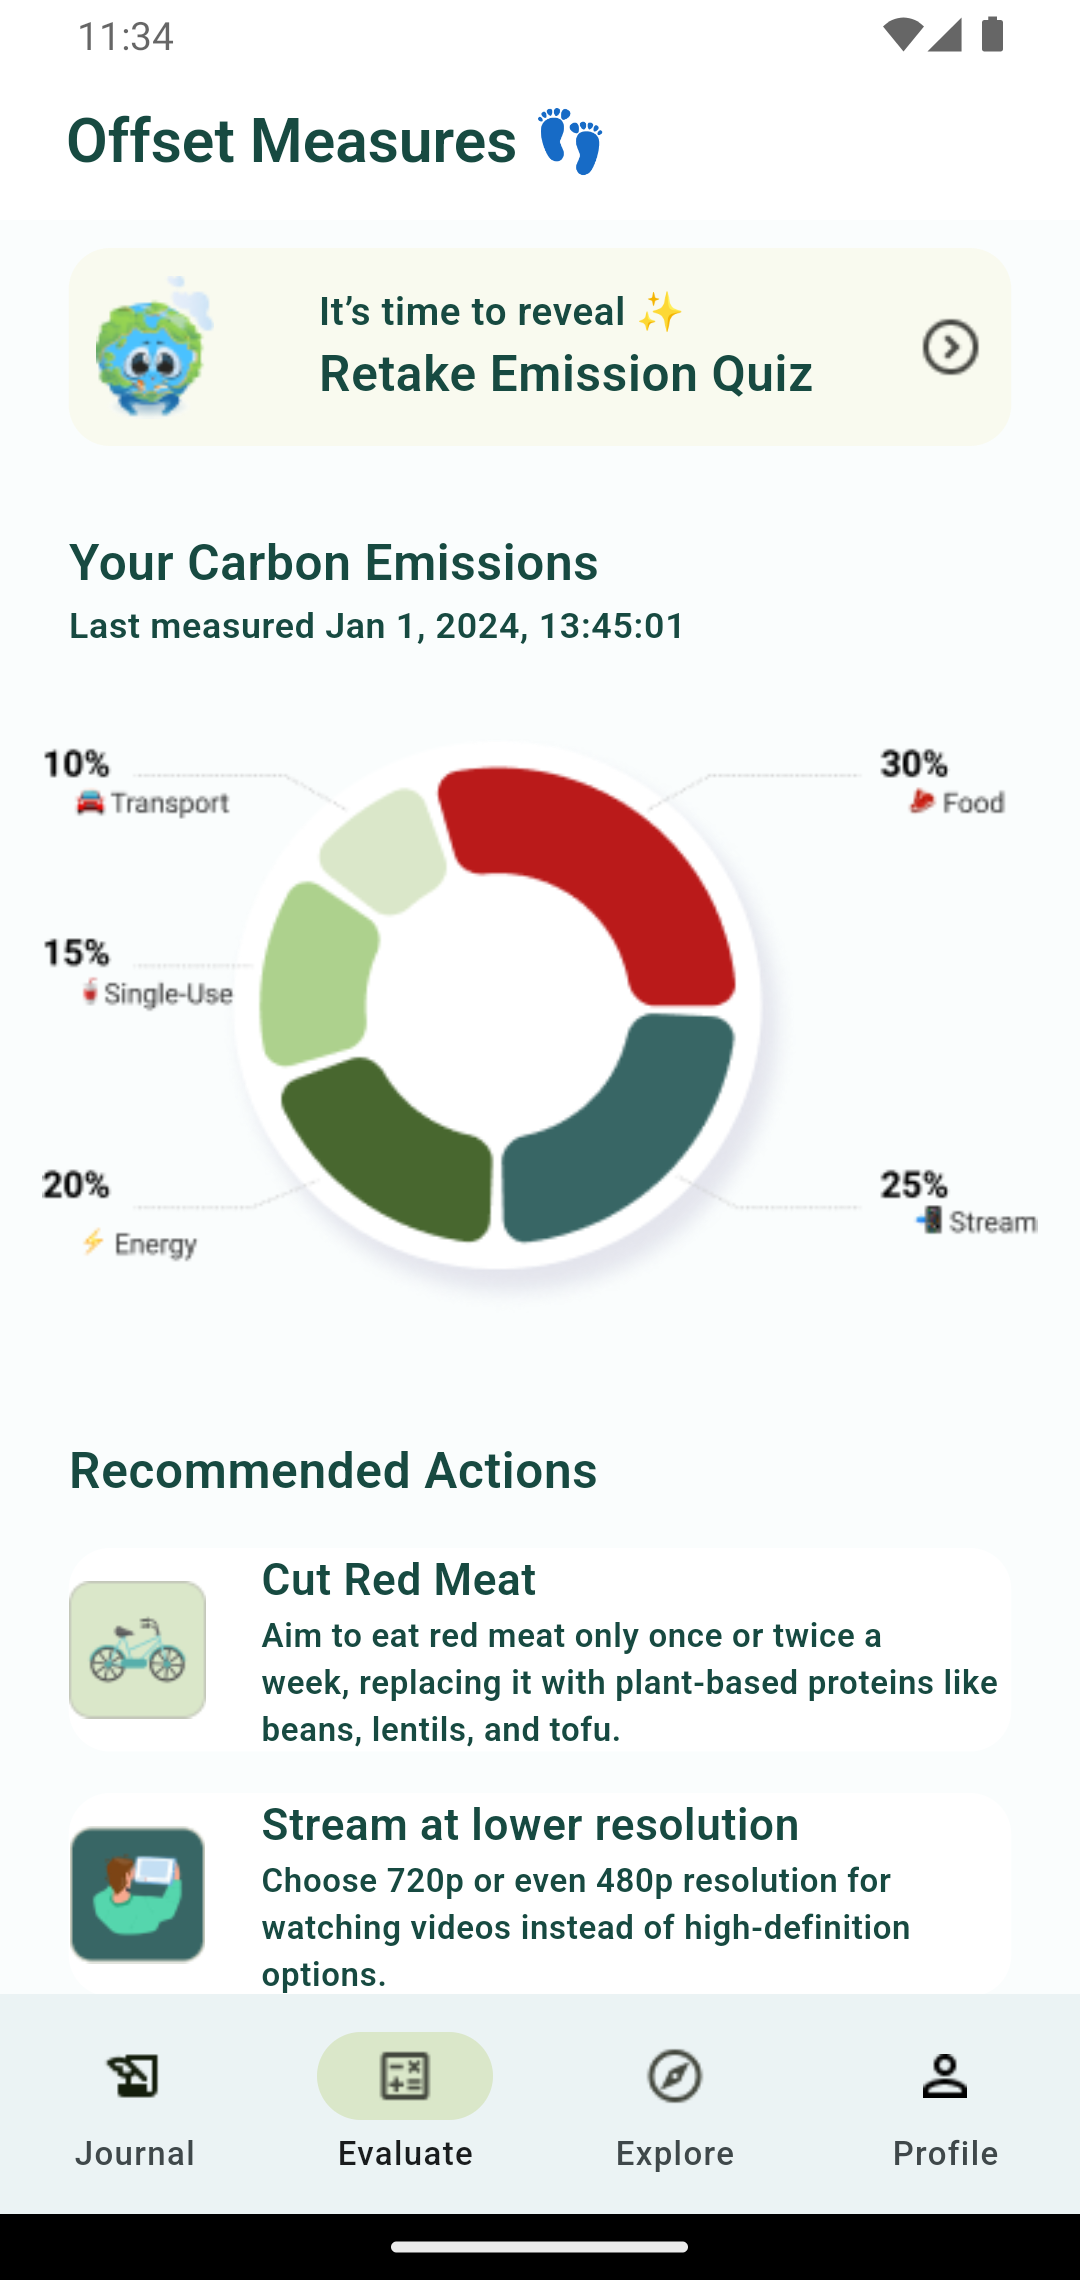 11:34
Offset Measures 👣
It’s time to reveal ✨
Retake Emission Quiz
Your Carbon Emissions
Last measured Jan 1, 2024, 13:45:01
10%
🚘 Transport
30%
🥩 Food
15%
🥤 Single-Use
20%
⚡ Energy
25%
📲 Stream
Recommended Actions
Cut Red Meat
Aim to eat red meat only once or twice a
week, replacing it with plant-based proteins like
beans, lentils, and tofu.
Stream at lower resolution
Choose 720p or even 480p resolution for
watching videos instead of high-definition
options.
Journal
Evaluate
Explore
Profile